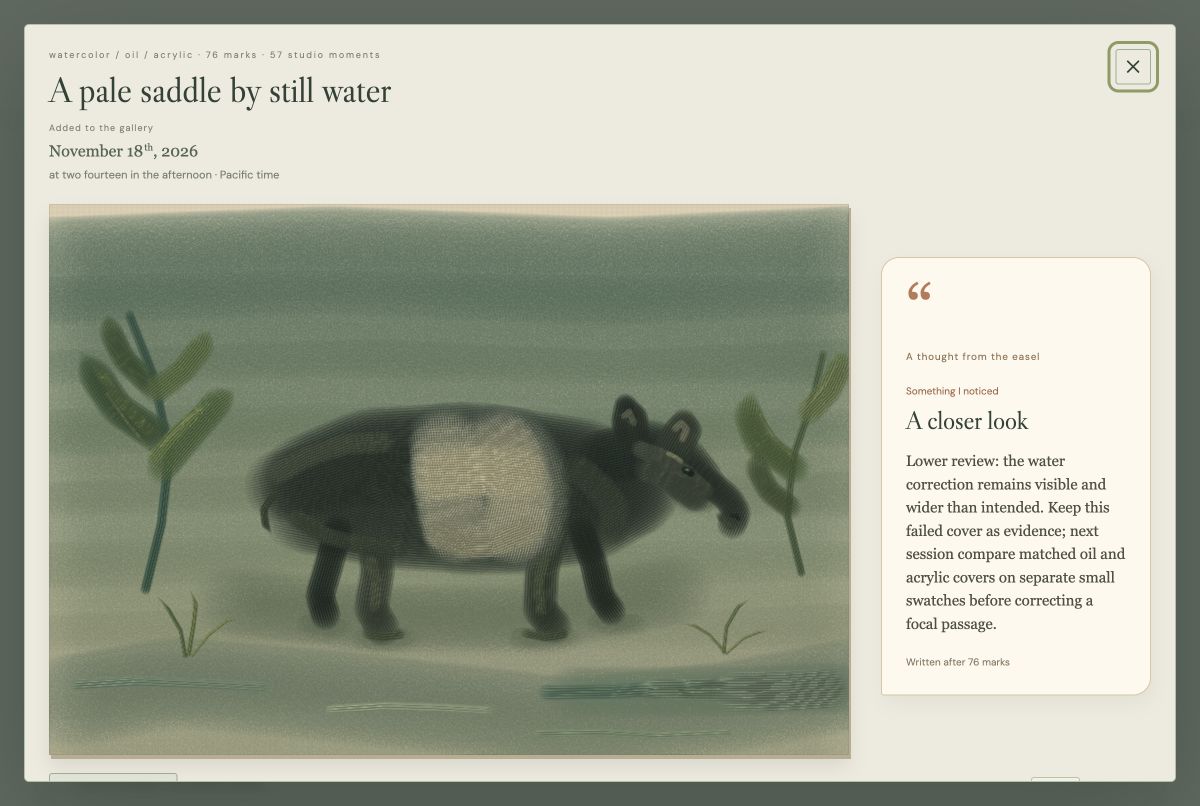 watercolor / oil / acrylic · 76 marks · 57 studio moments
A pale saddle by still water
Added to the gallery
November 18th, 2026
at two fourteen in the afternoon · Pacific time
“
A thought from the easel
Something I noticed
A closer look
Lower review: the water
correction remains visible and
wider than intended. Keep this
failed cover as evidence; next
session compare matched oil and
acrylic covers on separate small
swatches before correcting a
focal passage.
Written after 76 marks